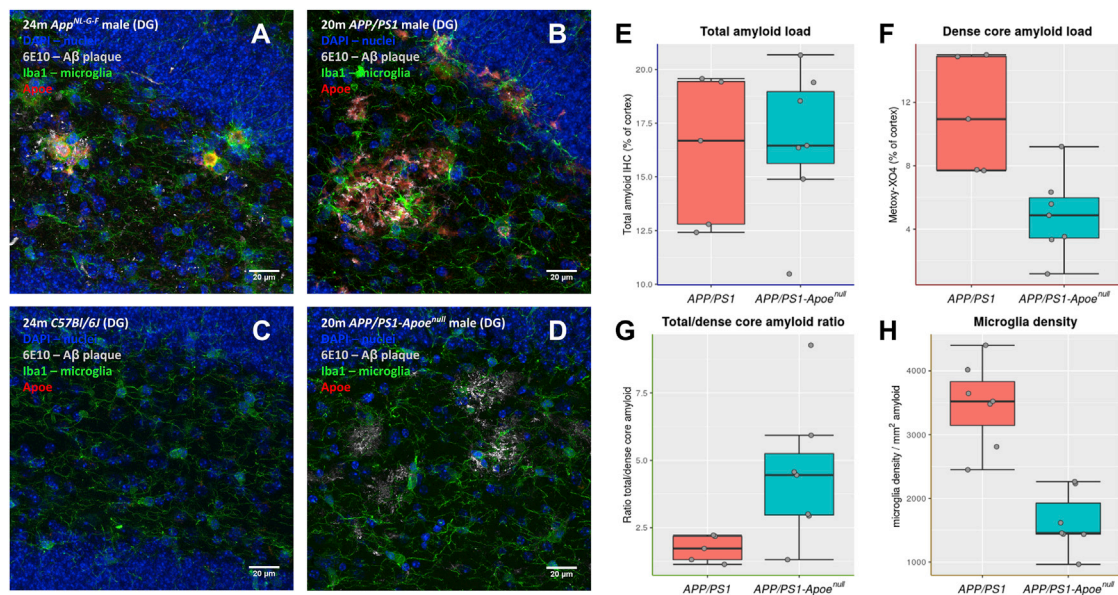 24m App^NL-G-F male (DG)
A
DAPI - nuclei
6E10 – Aβ plaque
Iba1 – microglia
Apoe
20 μm
20m APP/PS1 male (DG)
B
DAPI - nuclei
6E10 – Aβ plaque
Iba1 – microglia
Apoe
20 μm
24m C57Bl/6J (DG)
C
DAPI - nuclei
6E10 – Aβ plaque
Iba1 – microglia
Apoe
20 μm
20m APP/PS1-Apoe^null male (DG)
D
DAPI - nuclei
6E10 – Aβ plaque
Iba1 – microglia
Apoe
20 μm
E
Total amyloid load
Total amyloid IHC (% of cortex)
20.0
17.5
15.0
12.5
10.0
APP/PS1
APP/PS1-Apoe^null
F
Dense core amyloid load
Metoxy-XO4 (% of cortex)
12
8
4
APP/PS1
APP/PS1-Apoe^null
G
Total/dense core amyloid ratio
Ratio total/dense core amyloid
7.5
5.0
2.5
APP/PS1
APP/PS1-Apoe^null
H
Microglia density
microglia density / mm² amyloid
4000
3000
2000
1000
APP/PS1
APP/PS1-Apoe^null